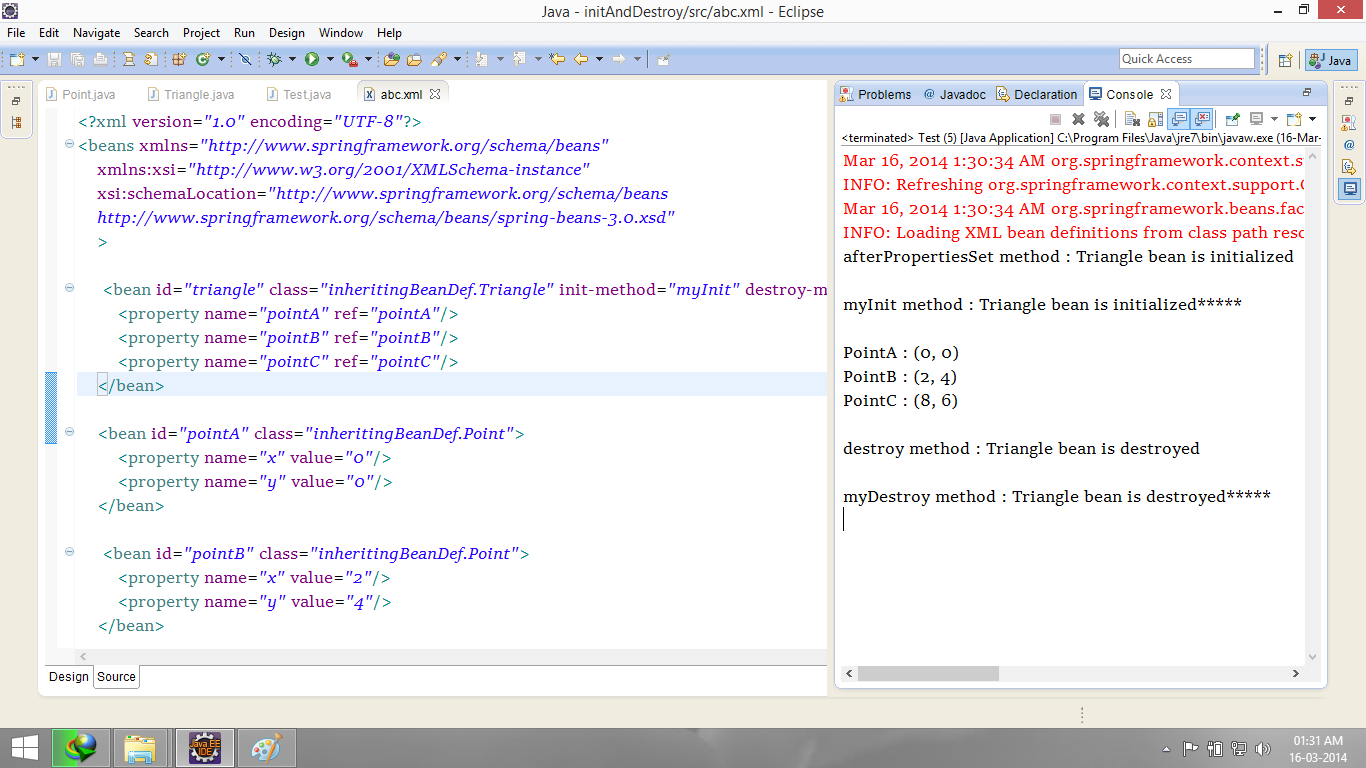 Java - initAndDestroy/src/abc.xml - Eclipse
File Edit Navigate Search Project Run Design Window Help
Quick Access
Java
Point.java
Triangle.java
Test.java
abc.xml
<?xml version="1.0" encoding="UTF-8"?>
<beans xmlns="http://www.springframework.org/schema/beans"
xmlns:xsi="http://www.w3.org/2001/XMLSchema-instance"
xsi:schemaLocation="http://www.springframework.org/schema/beans
http://www.springframework.org/schema/beans/spring-beans-3.0.xsd"
>
<bean id="triangle" class="inheritingBeanDef.Triangle" init-method="myInit" destroy-m
<property name="pointA" ref="pointA"/>
<property name="pointB" ref="pointB"/>
<property name="pointC" ref="pointC"/>
</bean>
<bean id="pointA" class="inheritingBeanDef.Point">
<property name="x" value="0"/>
<property name="y" value="0"/>
</bean>
<bean id="pointB" class="inheritingBeanDef.Point">
<property name="x" value="2"/>
<property name="y" value="4"/>
</bean>
Design Source
Problems @ Javadoc Declaration Console
<terminated> Test (5) [Java Application] C:\Program Files\Java\jre7\bin\javaw.exe (16-Mar-
Mar 16, 2014 1:30:34 AM org.springframework.context.s
INFO: Refreshing org.springframework.context.support.C
Mar 16, 2014 1:30:34 AM org.springframework.beans.fac
INFO: Loading XML bean definitions from class path reso
afterPropertiesSet method : Triangle bean is initialized
myInit method : Triangle bean is initialized*****
PointA : (0, 0)
PointB : (2, 4)
PointC : (8, 6)
destroy method : Triangle bean is destroyed
myDestroy method : Triangle bean is destroyed*****
Java EE
IDE
01:31 AM
16-03-2014